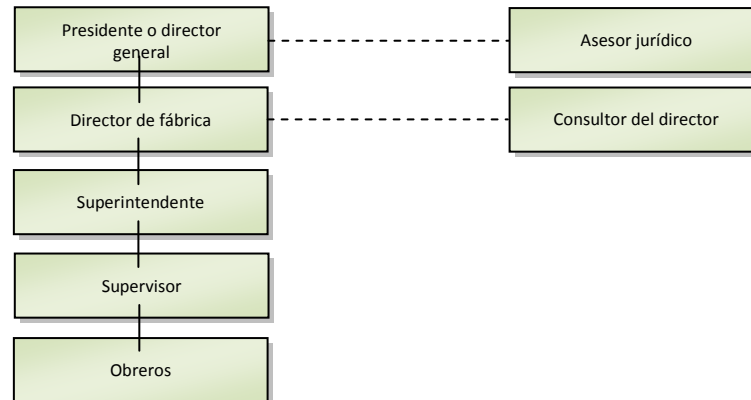 Presidente o director
general
Asesor jurídico
Director de fábrica
Consultor del director
Superintendente
Supervisor
Obreros